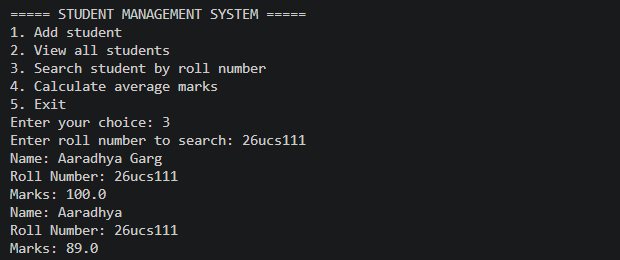 ===== STUDENT MANAGEMENT SYSTEM =====
1. Add student
2. View all students
3. Search student by roll number
4. Calculate average marks
5. Exit
Enter your choice: 3
Enter roll number to search: 26ucs111
Name: Aaradhya Garg
Roll Number: 26ucs111
Marks: 100.0
Name: Aaradhya
Roll Number: 26ucs111
Marks: 89.0